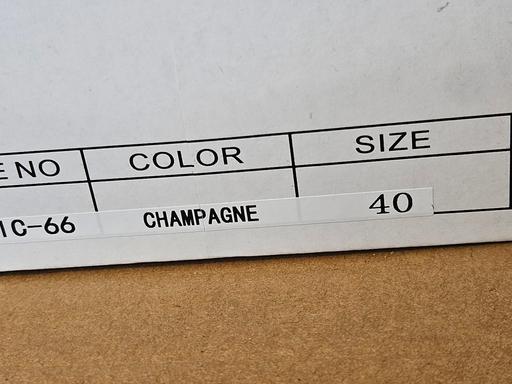 E NO COLOR SIZE
IC-66 CHAMPAGNE 40